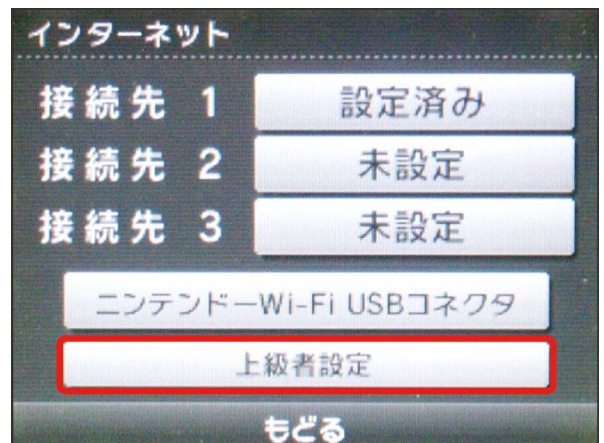 インターネット
接続先 1 設定済み
接続先 2 未設定
接続先 3 未設定
ニンテンドーWi-Fi USBコネクタ
上級者設定
もどる